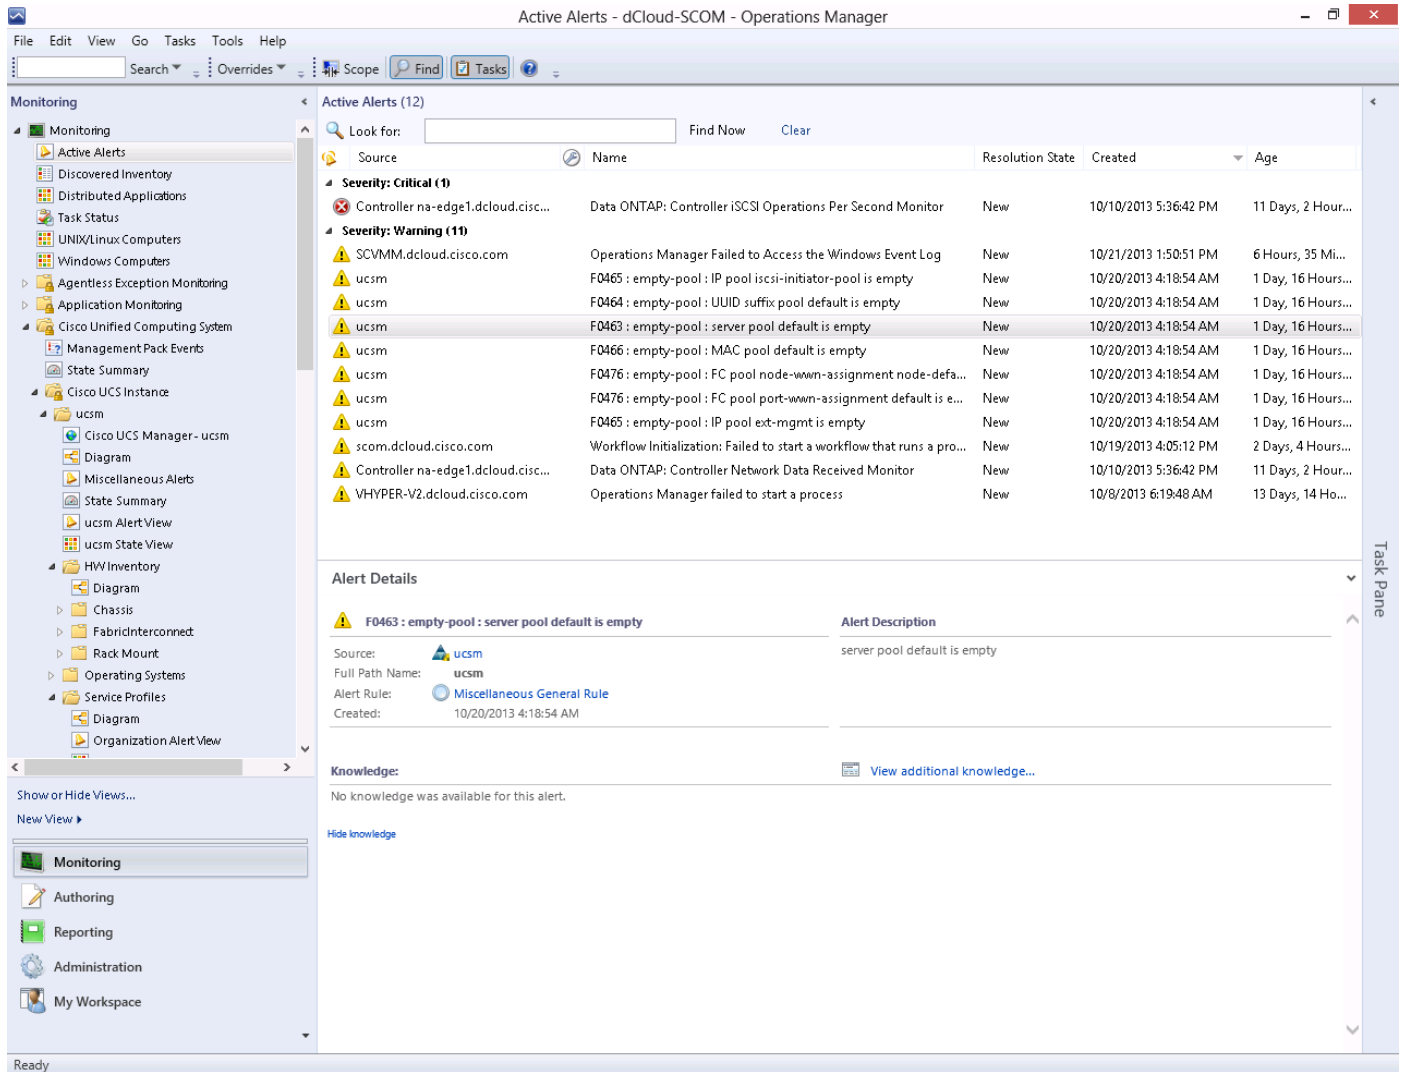 Active Alerts - dCloud-SCOM - Operations Manager
File Edit View Go Tasks Tools Help
Search Overrides Scope Find Tasks
Monitoring
Monitoring
Active Alerts
Discovered Inventory
Distributed Applications
Task Status
UNIX/Linux Computers
Windows Computers
Agentless Exception Monitoring
Application Monitoring
Cisco Unified Computing System
Management Pack Events
State Summary
Cisco UCS Instance
ucsm
Cisco UCS Manager- ucsm
Diagram
Miscellaneous Alerts
State Summary
ucsm Alert View
ucsm State View
HW Inventory
Diagram
Chassis
FabricInterconnect
Rack Mount
Operating Systems
Service Profiles
Diagram
Organization Alert View
Show or Hide Views...
New View
Monitoring
Authoring
Reporting
Administration
My Workspace
Active Alerts (12)
Look for: Find Now Clear
Source Name Resolution State Created Age
Severity: Critical (1)
Controller na-edge1.dcloud.cisc... Data ONTAP: Controller iSCSI Operations Per Second Monitor New 10/10/2013 5:36:42 PM 11 Days, 2 Hour...
Severity: Warning (11)
SCVMM.dcloud.cisco.com Operations Manager Failed to Access the Windows Event Log New 10/21/2013 1:50:51 PM 6 Hours, 35 Mi...
ucsm F0465 : empty-pool : IP pool iscsi-initiator-pool is empty New 10/20/2013 4:18:54 AM 1 Day, 16 Hours...
ucsm F0464 : empty-pool : UUID suffix pool default is empty New 10/20/2013 4:18:54 AM 1 Day, 16 Hours...
ucsm F0463 : empty-pool : server pool default is empty New 10/20/2013 4:18:54 AM 1 Day, 16 Hours...
ucsm F0466 : empty-pool : MAC pool default is empty New 10/20/2013 4:18:54 AM 1 Day, 16 Hours...
ucsm F0476 : empty-pool : FC pool node-wwn-assignment node-defa... New 10/20/2013 4:18:54 AM 1 Day, 16 Hours...
ucsm F0476 : empty-pool : FC pool port-wwn-assignment default is e... New 10/20/2013 4:18:54 AM 1 Day, 16 Hours...
ucsm F0465 : empty-pool : IP pool ext-mgmt is empty New 10/20/2013 4:18:54 AM 1 Day, 16 Hours...
scom.dcloud.cisco.com Workflow Initialization: Failed to start a workflow that runs a pro... New 10/19/2013 4:05:12 PM 2 Days, 4 Hours...
Controller na-edge1.dcloud.cisc... Data ONTAP: Controller Network Data Received Monitor New 10/10/2013 5:36:42 PM 11 Days, 2 Hour...
VHYPER-V2.dcloud.cisco.com Operations Manager failed to start a process New 10/8/2013 6:19:48 AM 13 Days, 14 Ho...
Alert Details
F0463 : empty-pool : server pool default is empty
Source: ucsm
Full Path Name: ucsm
Alert Rule: Miscellaneous General Rule
Created: 10/20/2013 4:18:54 AM
Alert Description
server pool default is empty
Knowledge: View additional knowledge...
No knowledge was available for this alert.
Hide knowledge
Task Pane
Ready